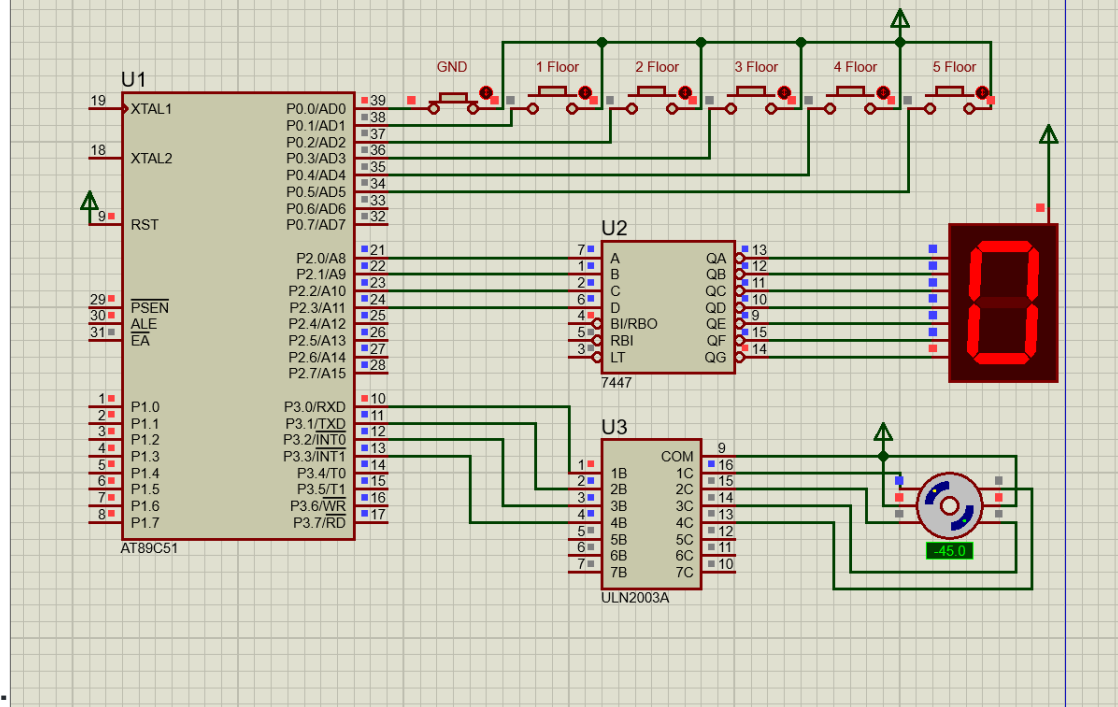 U1
19 XTAL1
18 XTAL2
9 RST
29 PSEN
30 ALE
31 EA
1 P1.0
2 P1.1
3 P1.2
4 P1.3
5 P1.4
6 P1.5
7 P1.6
8 P1.7
P0.0/AD0 39
P0.1/AD1 38
P0.2/AD2 37
P0.3/AD3 36
P0.4/AD4 35
P0.5/AD5 34
P0.6/AD6 33
P0.7/AD7 32
P2.0/A8 21
P2.1/A9 22
P2.2/A10 23
P2.3/A11 24
P2.4/A12 25
P2.5/A13 26
P2.6/A14 27
P2.7/A15 28
P3.0/RXD 10
P3.1/TXD 11
P3.2/INT0 12
P3.3/INT1 13
P3.4/T0 14
P3.5/T1 15
P3.6/WR 16
P3.7/RD 17
AT89C51
GND
1 Floor
2 Floor
3 Floor
4 Floor
5 Floor
U2
7 A QA 13
1 B QB 12
2 C QC 11
6 D QD 10
4 BI/RBO QE 9
5 RBI QF 15
3 LT QG 14
7447
0
U3
COM 9
1 1B 1C 16
2 2B 2C 15
3 3B 3C 14
4 4B 4C 13
5 5B 5C 12
6 6B 6C 11
7 7B 7C 10
ULN2003A
-45.0